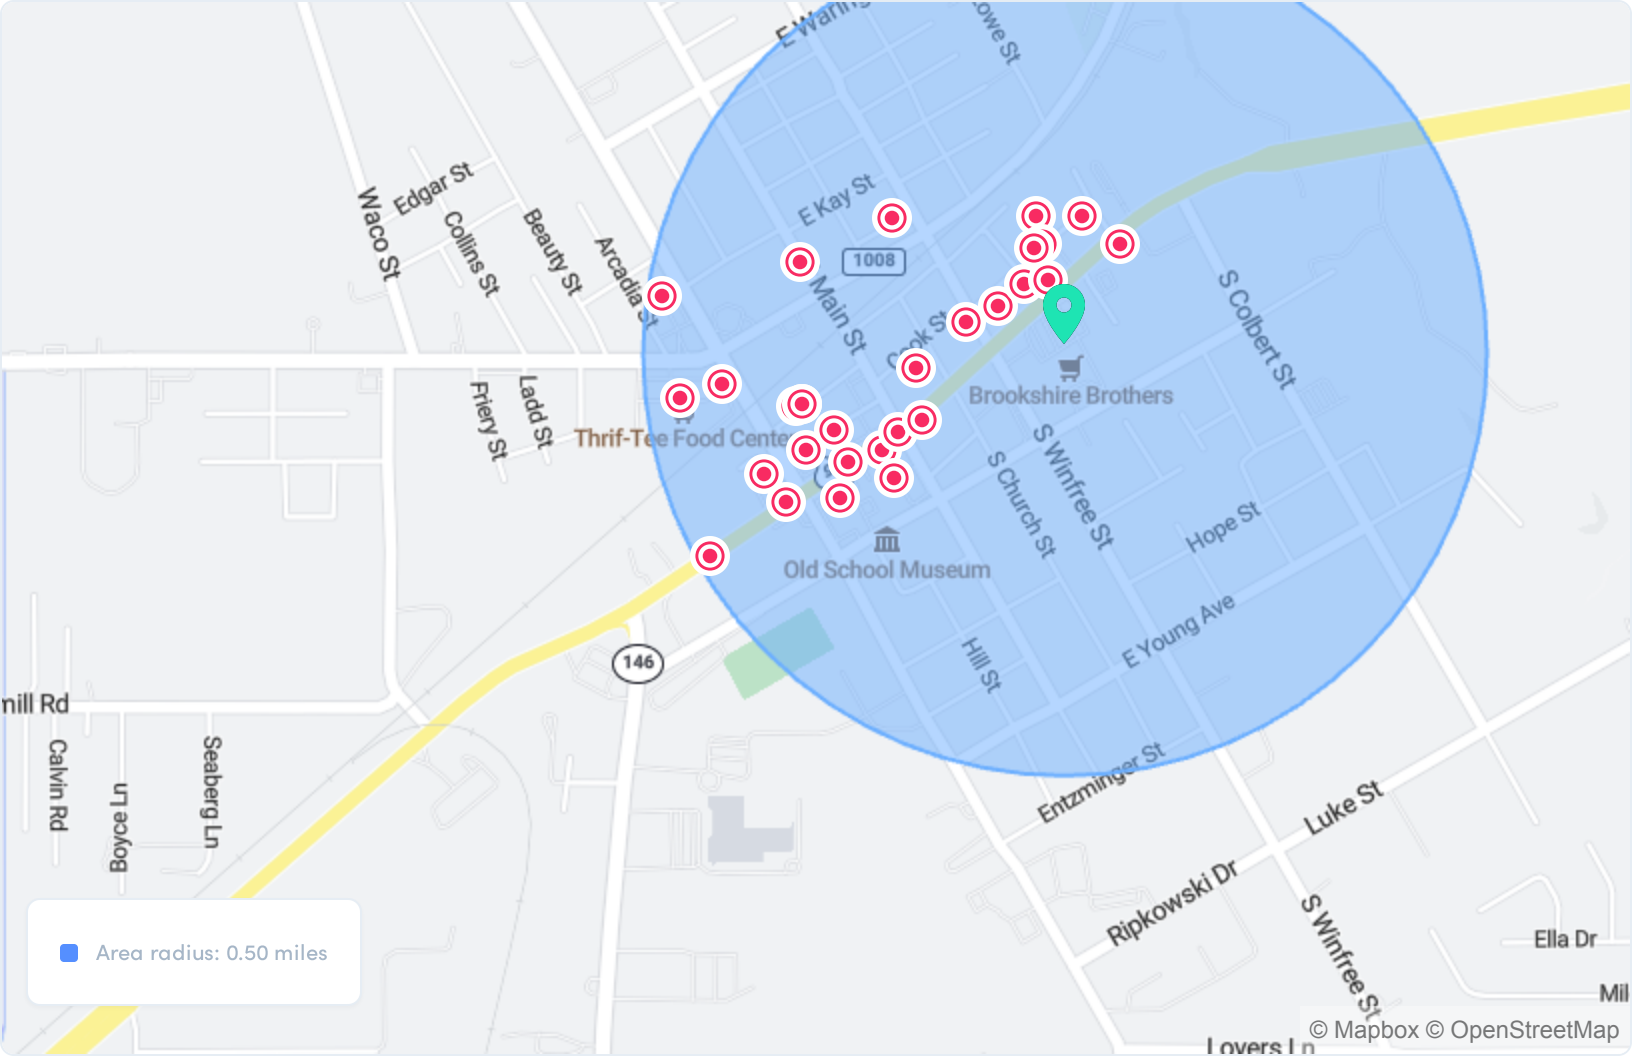 E Waring
Lowe St
Edgar St
Waco St
Collins St
Beauty St
Arcadia St
E Kay St
1008
Main St
Cook St
S Colbert St
Brookshire Brothers
Friery St
Ladd St
Thrif-Tee Food Cente
S Winfree St
S Church St
Hope St
Old School Museum
E Young Ave
Hill St
146
mill Rd
Calvin Rd
Boyce Ln
Seaberg Ln
Entzminger St
Luke St
Ripkowski Dr
S Winfree St
Ella Dr
Mil
Lovers Ln
Area radius: 0.50 miles
© Mapbox © OpenStreetMap